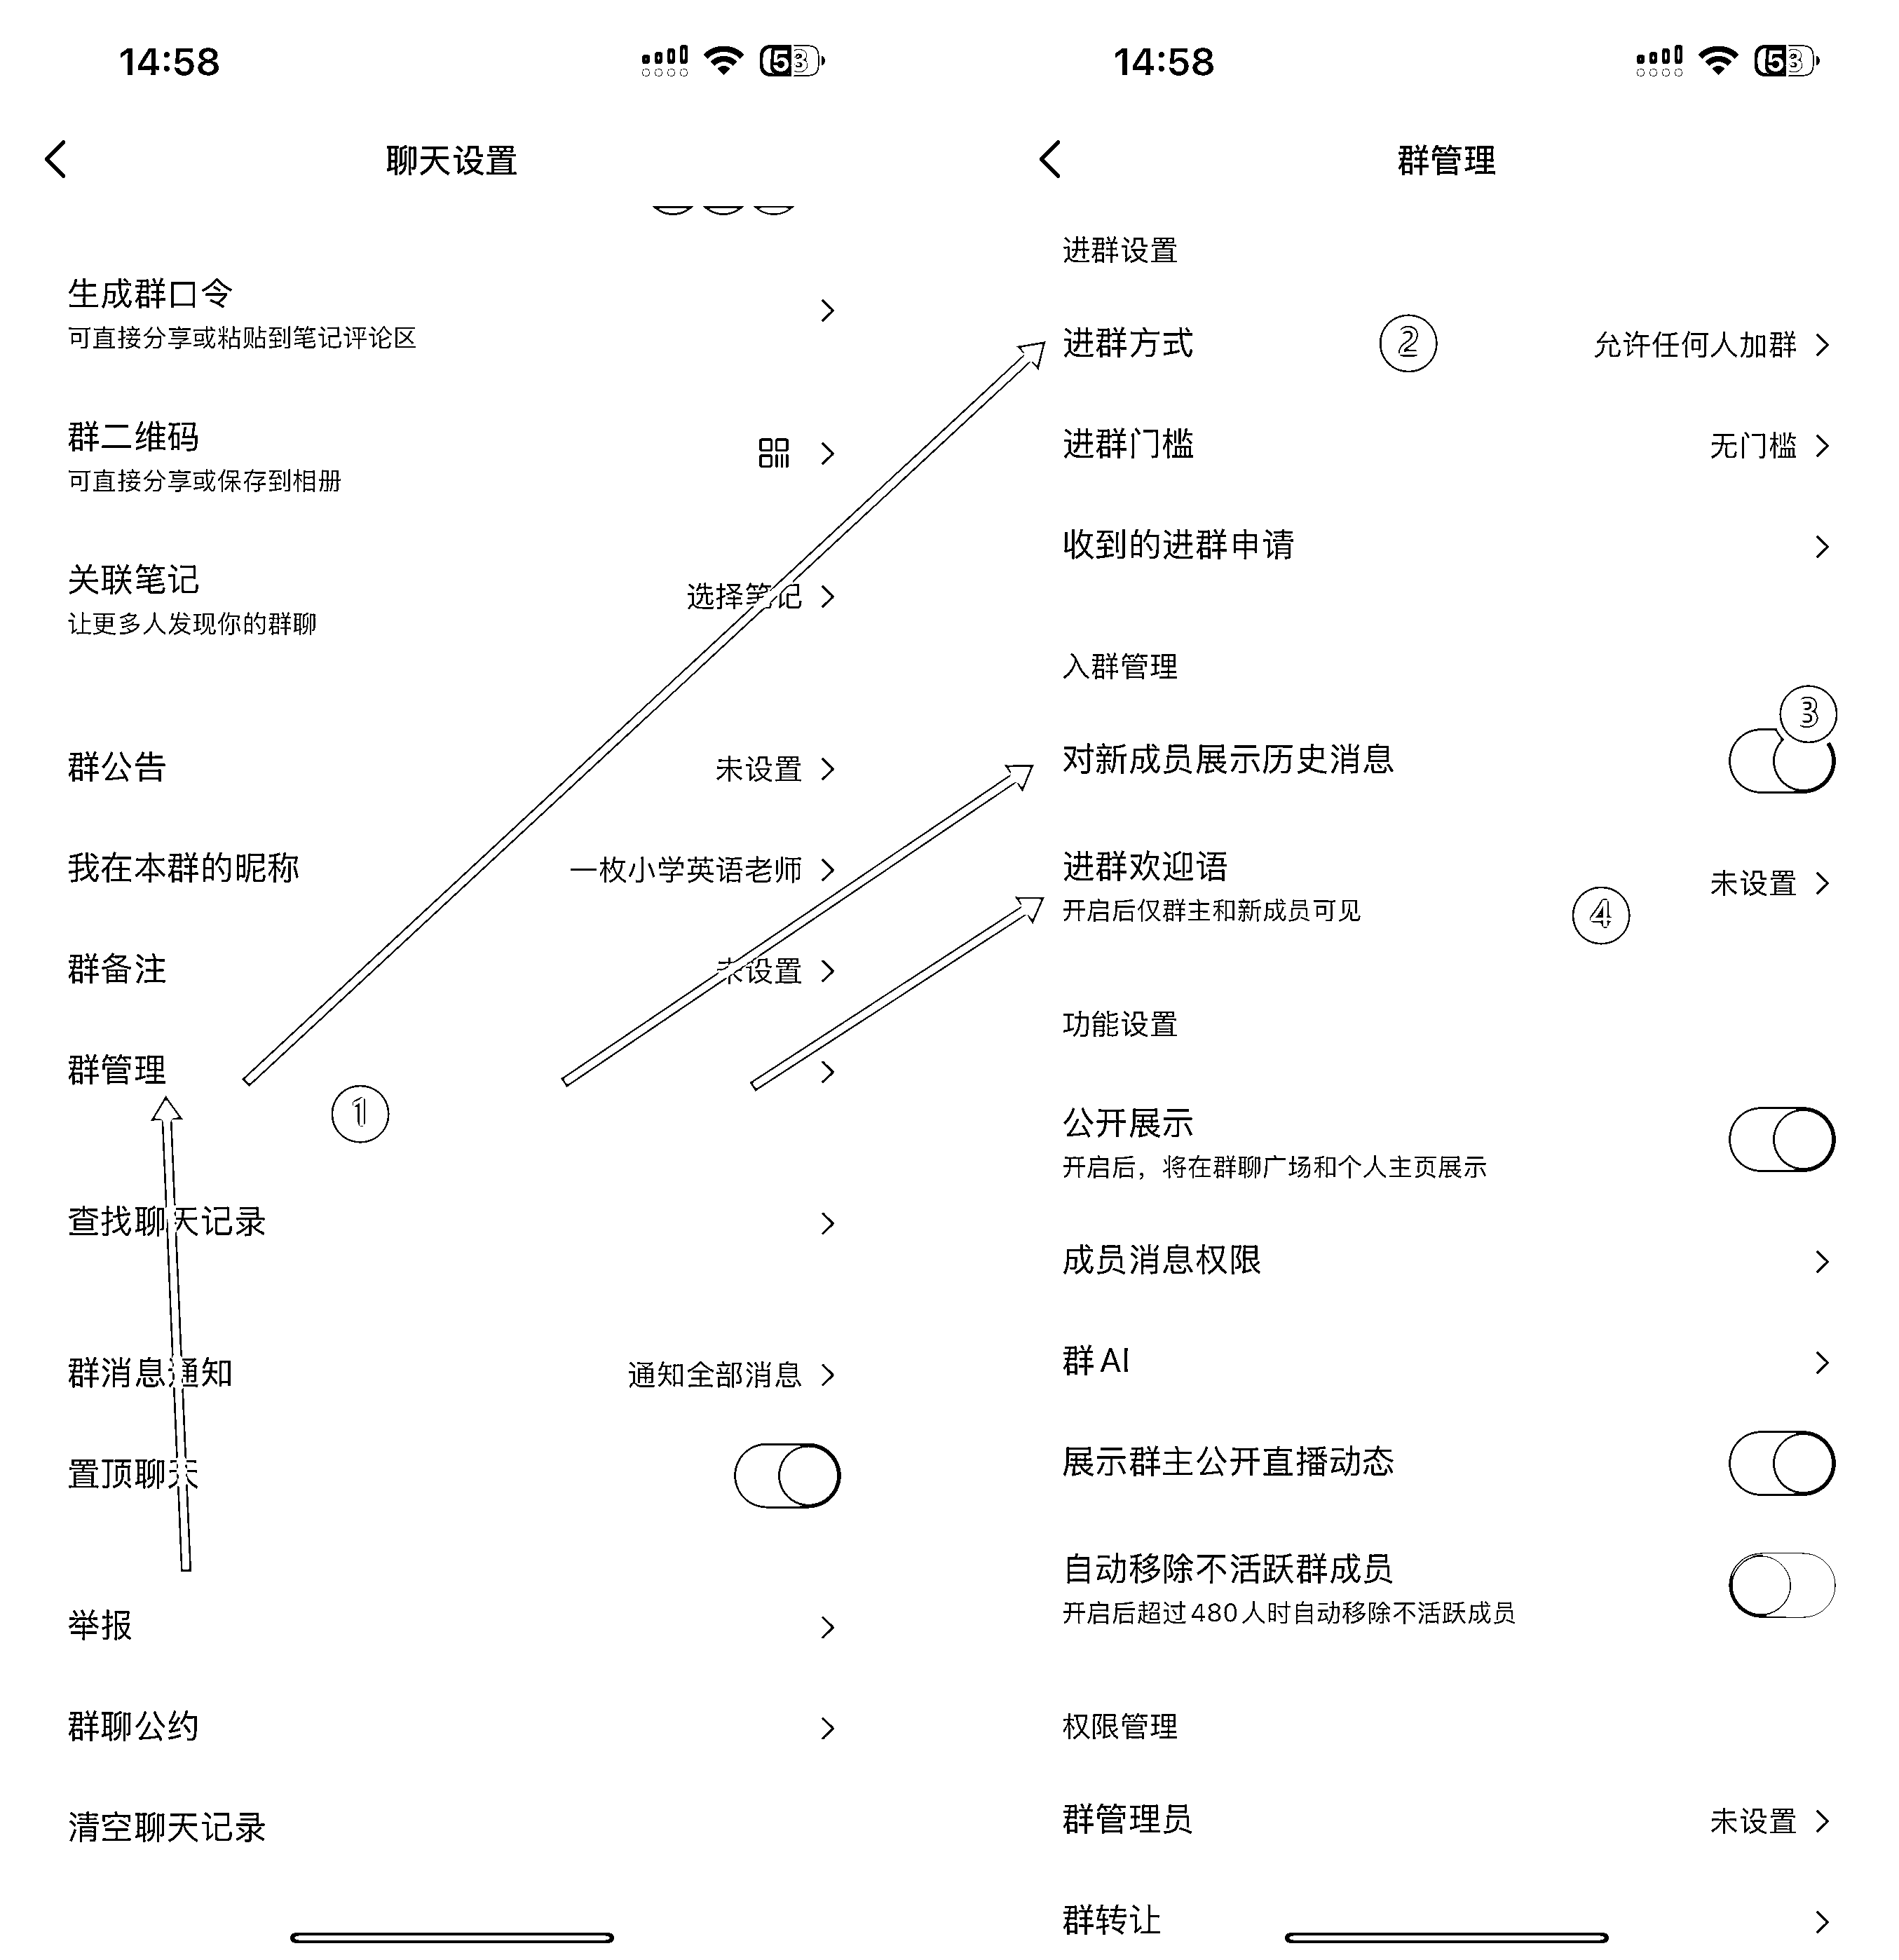 14:58
53
聊天设置
生成群口令
可直接分享或粘贴到笔记评论区
群二维码
可直接分享或保存到相册
关联笔记
选择笔记
让更多人发现你的群聊
群公告
未设置
我在本群的昵称
一枚小学英语老师
群备注
未设置
群管理
①
查找聊天记录
群消息通知
通知全部消息
置顶聊天
举报
群聊公约
清空聊天记录
14:58
53
群管理
进群设置
进群方式
②
允许任何人加群
进群门槛
无门槛
收到的进群申请
入群管理
③
对新成员展示历史消息
进群欢迎语
未设置
开启后仅群主和新成员可见
④
功能设置
公开展示
开启后，将在群聊广场和个人主页展示
成员消息权限
群AI
展示群主公开直播动态
自动移除不活跃群成员
开启后超过480人时自动移除不活跃成员
权限管理
群管理员
未设置
群转让